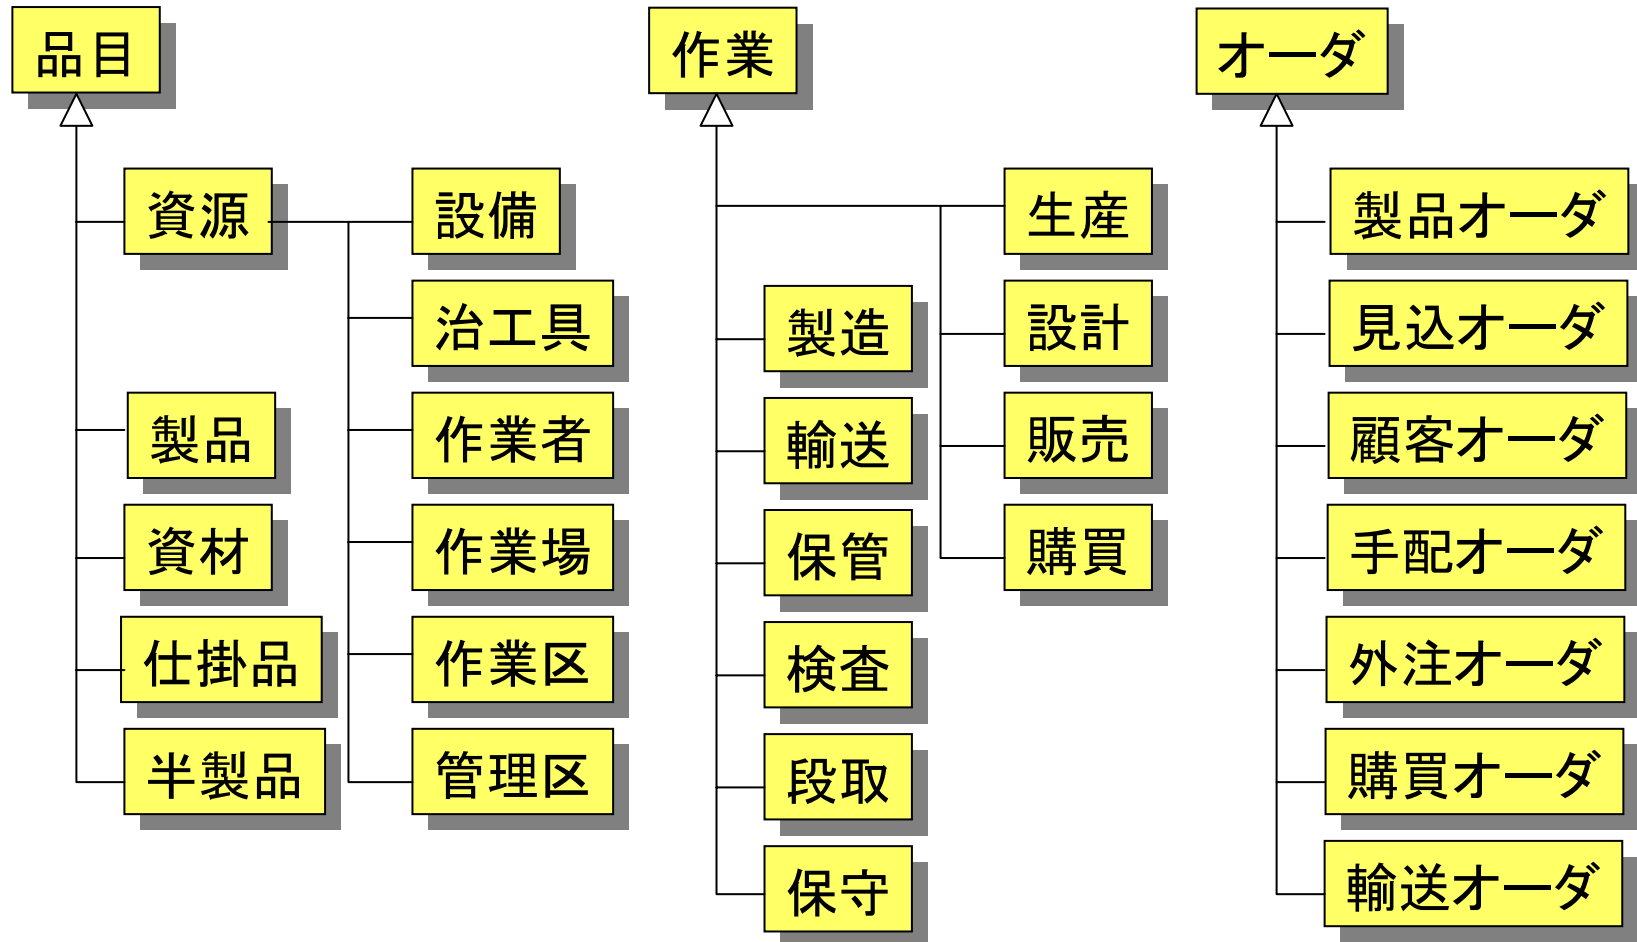 品目
資源
製品
資材
仕掛品
半製品
設備
治工具
作業者
作業場
作業区
管理区
作業
製造
輸送
保管
検査
段取
保守
生産
設計
販売
購買
オーダ
製品オーダ
見込オーダ
顧客オーダ
手配オーダ
外注オーダ
購買オーダ
輸送オーダ